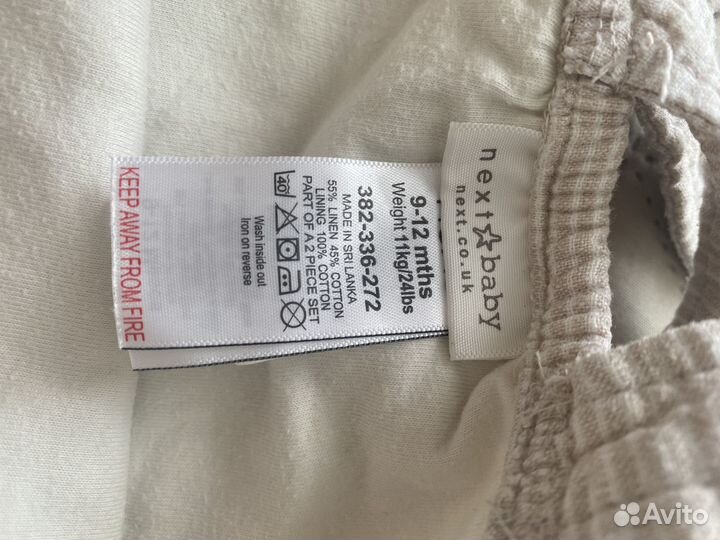 next☆baby
next.co.uk
9-12 mths
Weight 11kg/24lbs
382-336-272
MADE IN SRI LANKA
55% LINEN 45% COTTON
LINING 100% COTTON
PART OF A 2 PIECE SET
40
Wash inside out
Iron on reverse
KEEP AWAY FROM FIRE
Avito